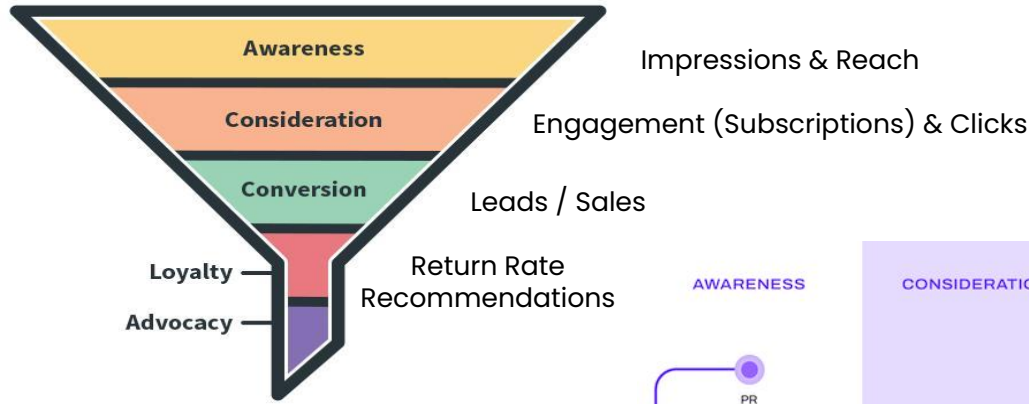 Awareness
Impressions & Reach
Consideration
Engagement (Subscriptions) & Clicks
Conversion
Leads / Sales
Loyalty
Return Rate
Recommendations
Advocacy
AWARENESS
PR